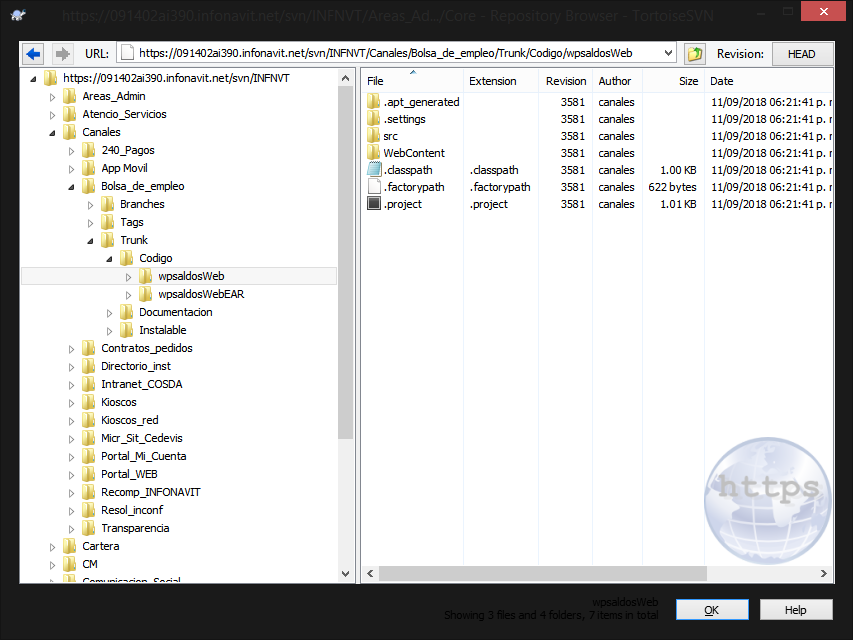 https://091402ai390.infonavit.net/svn/INFNVT/Areas_Ad.../Core - Repository Browser - TortoiseSVN
URL: https://091402ai390.infonavit.net/svn/INFNVT/Canales/Bolsa_de_empleo/Trunk/Codigo/wpsaldosWeb Revision: HEAD
https://091402ai390.infonavit.net/svn/INFNVT
Areas_Admin
Atencio_Servicios
Canales
240_Pagos
App Movil
Bolsa_de_empleo
Branches
Tags
Trunk
Codigo
wpsaldosWeb
wpsaldosWebEAR
Documentacion
Instalable
Contratos_pedidos
Directorio_inst
Intranet_COSDA
Kioscos
Kioscos_red
Micr_Sit_Cedevis
Portal_Mi_Cuenta
Portal_WEB
Recomp_INFONAVIT
Resol_inconf
Transparencia
Cartera
CM
Comunicacion_Social
File Extension Revision Author Size Date
.apt_generated 3581 canales 11/09/2018 06:21:41 p. r
.settings 3581 canales 11/09/2018 06:21:41 p. r
src 3581 canales 11/09/2018 06:21:41 p. r
WebContent 3581 canales 11/09/2018 06:21:41 p. r
.classpath .classpath 3581 canales 1.00 KB 11/09/2018 06:21:41 p. r
.factorypath .factorypath 3581 canales 622 bytes 11/09/2018 06:21:41 p. r
.project .project 3581 canales 1.01 KB 11/09/2018 06:21:41 p. r
https
wpsaldosWeb
Showing 3 files and 4 folders, 7 items in total
OK Help